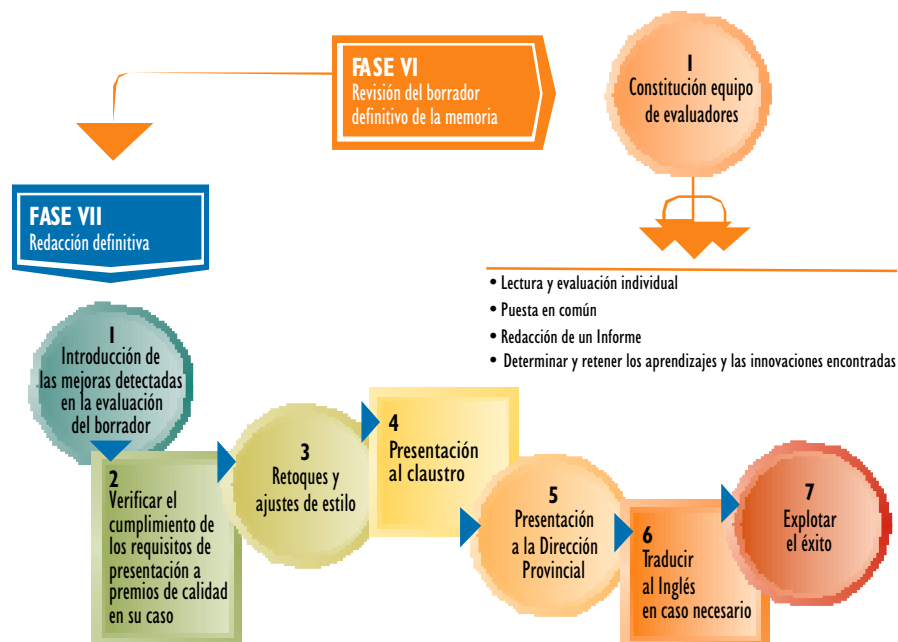 FASE VI
Revisión del borrador
definitivo de la memoria
1
Constitución equipo
de evaluadores
• Lectura y evaluación individual
• Puesta en común
• Redacción de un Informe
• Determinar y retener los aprendizajes y las innovaciones encontradas
FASE VII
Redacción definitiva
1
Introducción de
las mejoras detectadas
en la evaluación
del borrador
2
Verificar el
cumplimiento de
los requisitos de
presentación a
premios de calidad
en su caso
3
Retoques y
ajustes de estilo
4
Presentación
al claustro
5
Presentación
a la Dirección
Provincial
6
Traducir
al Inglés
en caso necesario
7
Explotar
el éxito